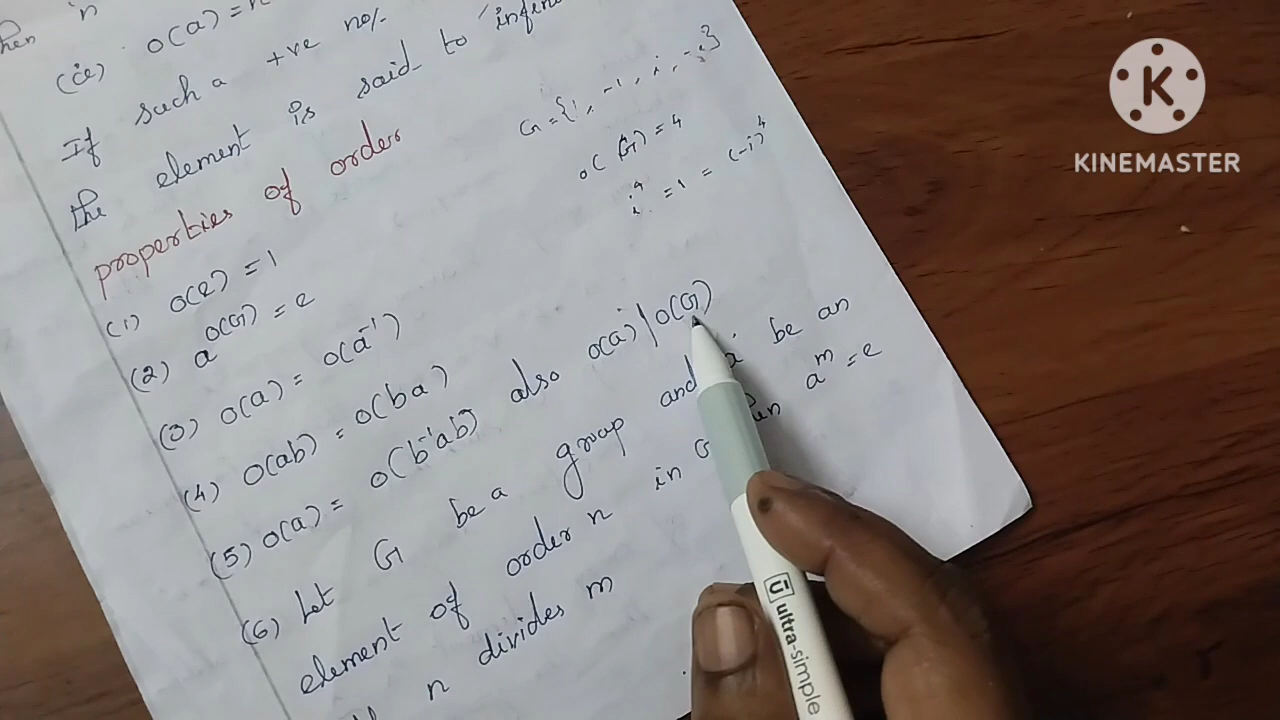 (ie) o(a) =
If such a +ve no/.
the element is said to
properties of order
(1) o(e) = 1
(2) a^o(G) = e
(3) o(a) = o(a⁻¹)
(4) o(ab) = o(ba)
(5) o(a) = o(b⁻¹ab) also o(a) | o(G)
(6) Let G be a group and 'a' be an
element of order n in G a^m = e
n divides m
G = {1, -1, i, -i}
o(G) = 4
i⁴ = 1 = (-i)⁴
K
KINEMASTER
ultra-simple